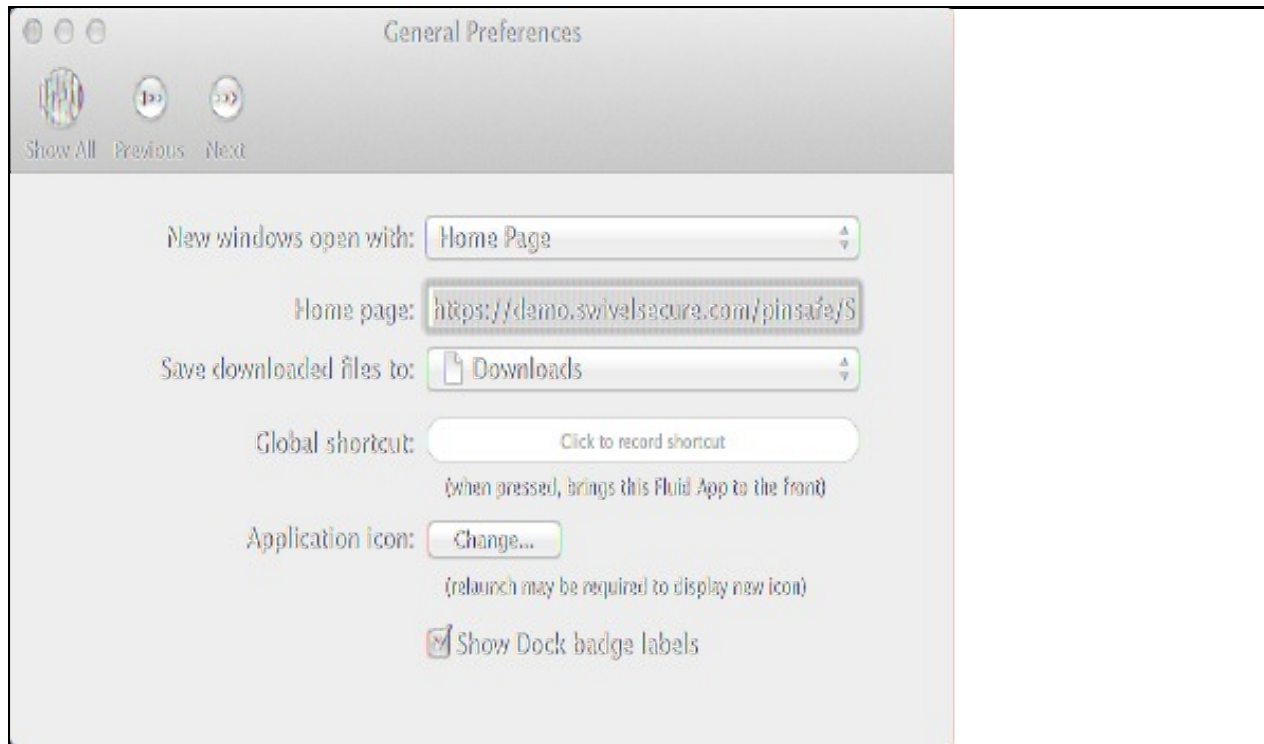 General Preferences
Show All Previous Next
New windows open with: Home Page
Home page: https://demo.swivelsecure.com/pinsafe/S
Save downloaded files to: Downloads
Global shortcut: Click to record shortcut
(when pressed, brings this Fluid App to the front)
Application icon: Change...
(relaunch may be required to display new icon)
Show Dock badge labels